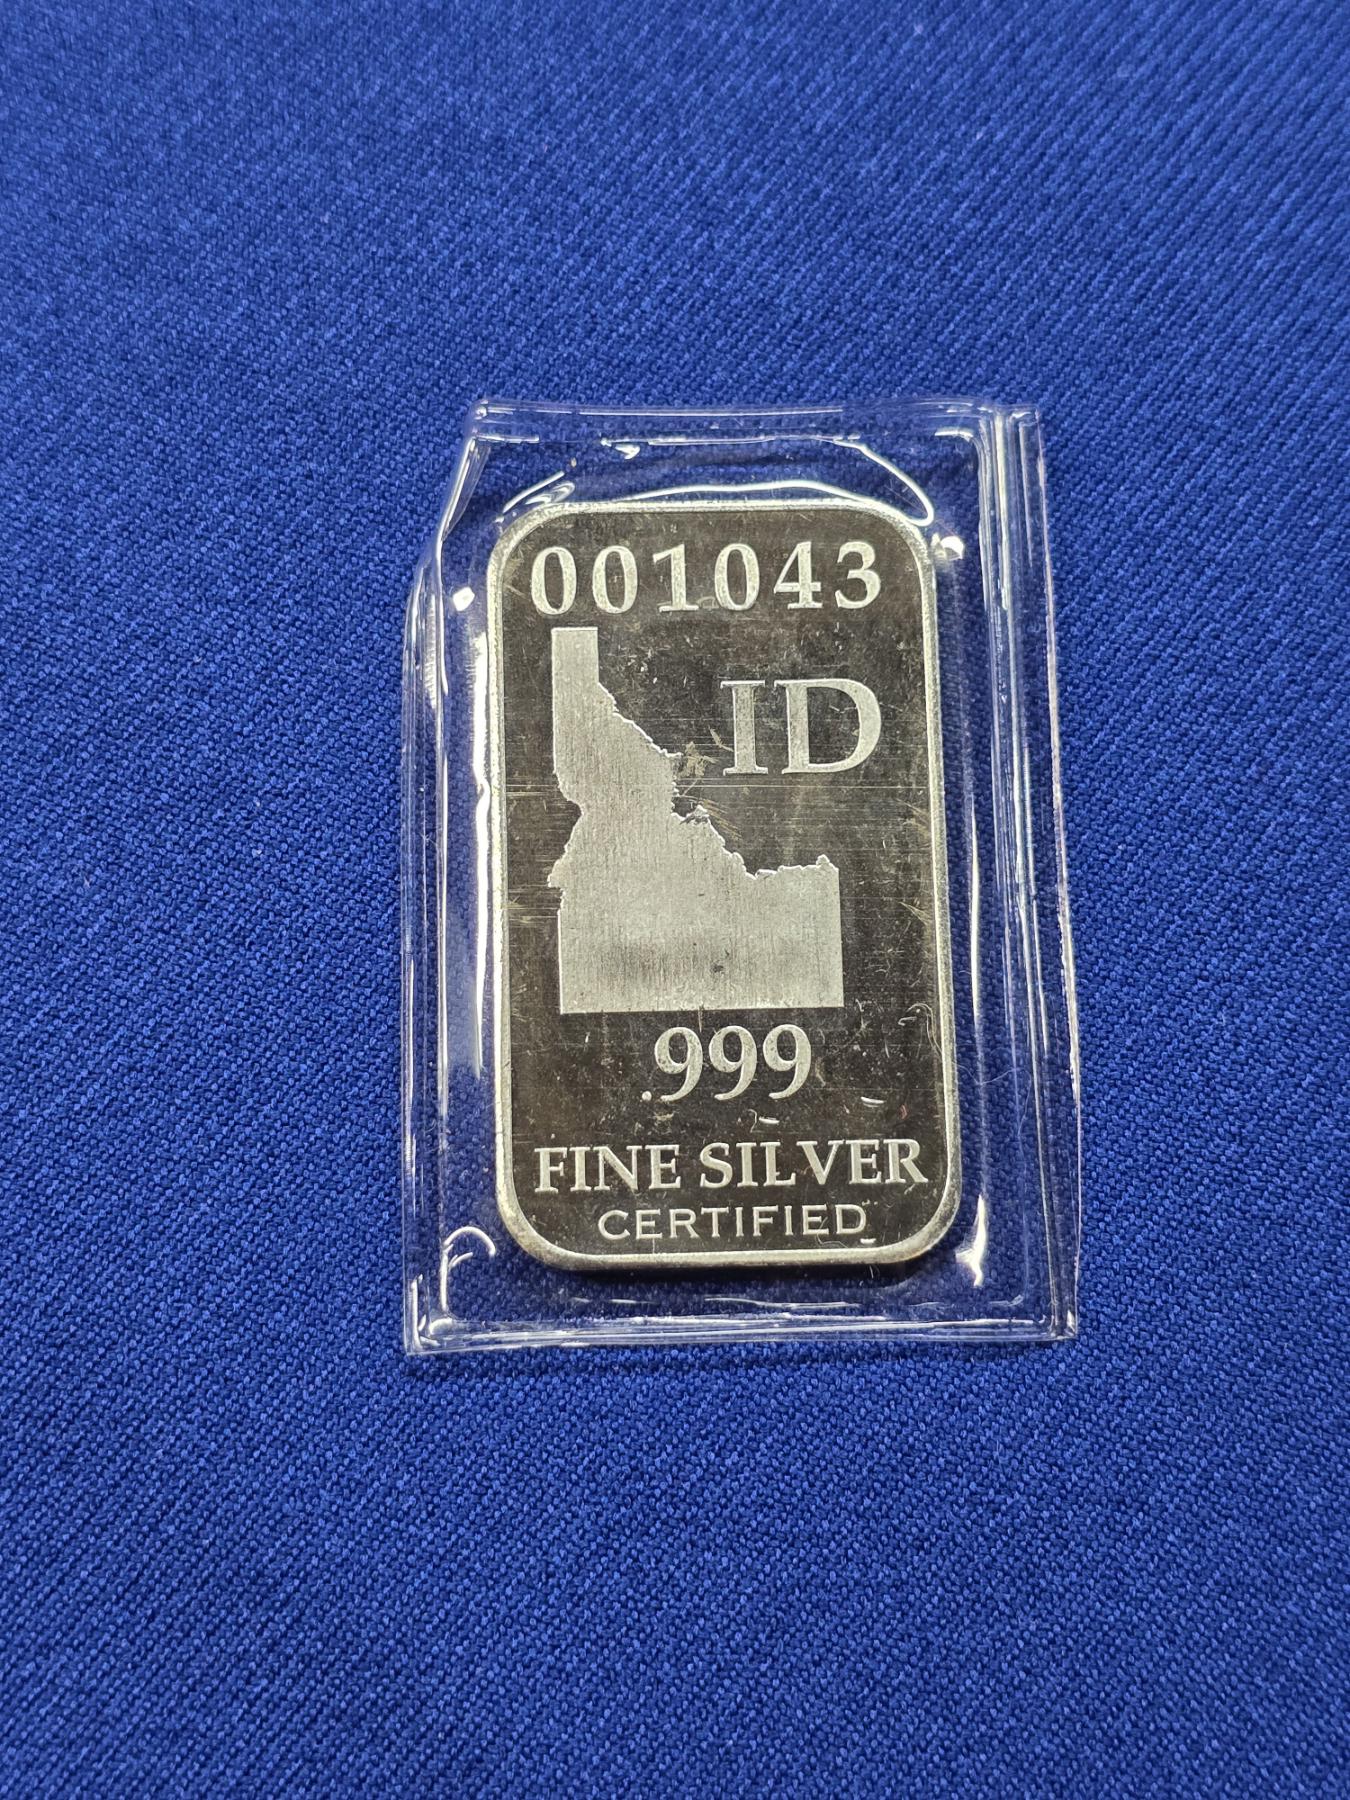 001043
ID
.999
FINE SILVER
CERTIFIED